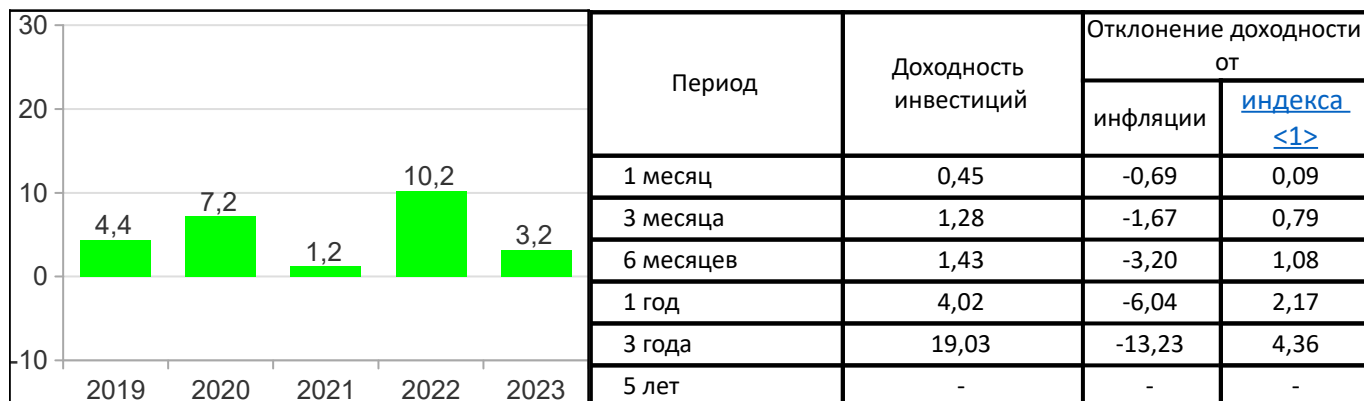 30
20
10
0
-10
4,4
7,2
1,2
10,2
3,2
2019 2020 2021 2022 2023
Период
Доходность
инвестиций
Отклонение доходности
от
инфляции
индекса
<1>
1 месяц 0,45 -0,69 0,09
3 месяца 1,28 -1,67 0,79
6 месяцев 1,43 -3,20 1,08
1 год 4,02 -6,04 2,17
3 года 19,03 -13,23 4,36
5 лет - - -